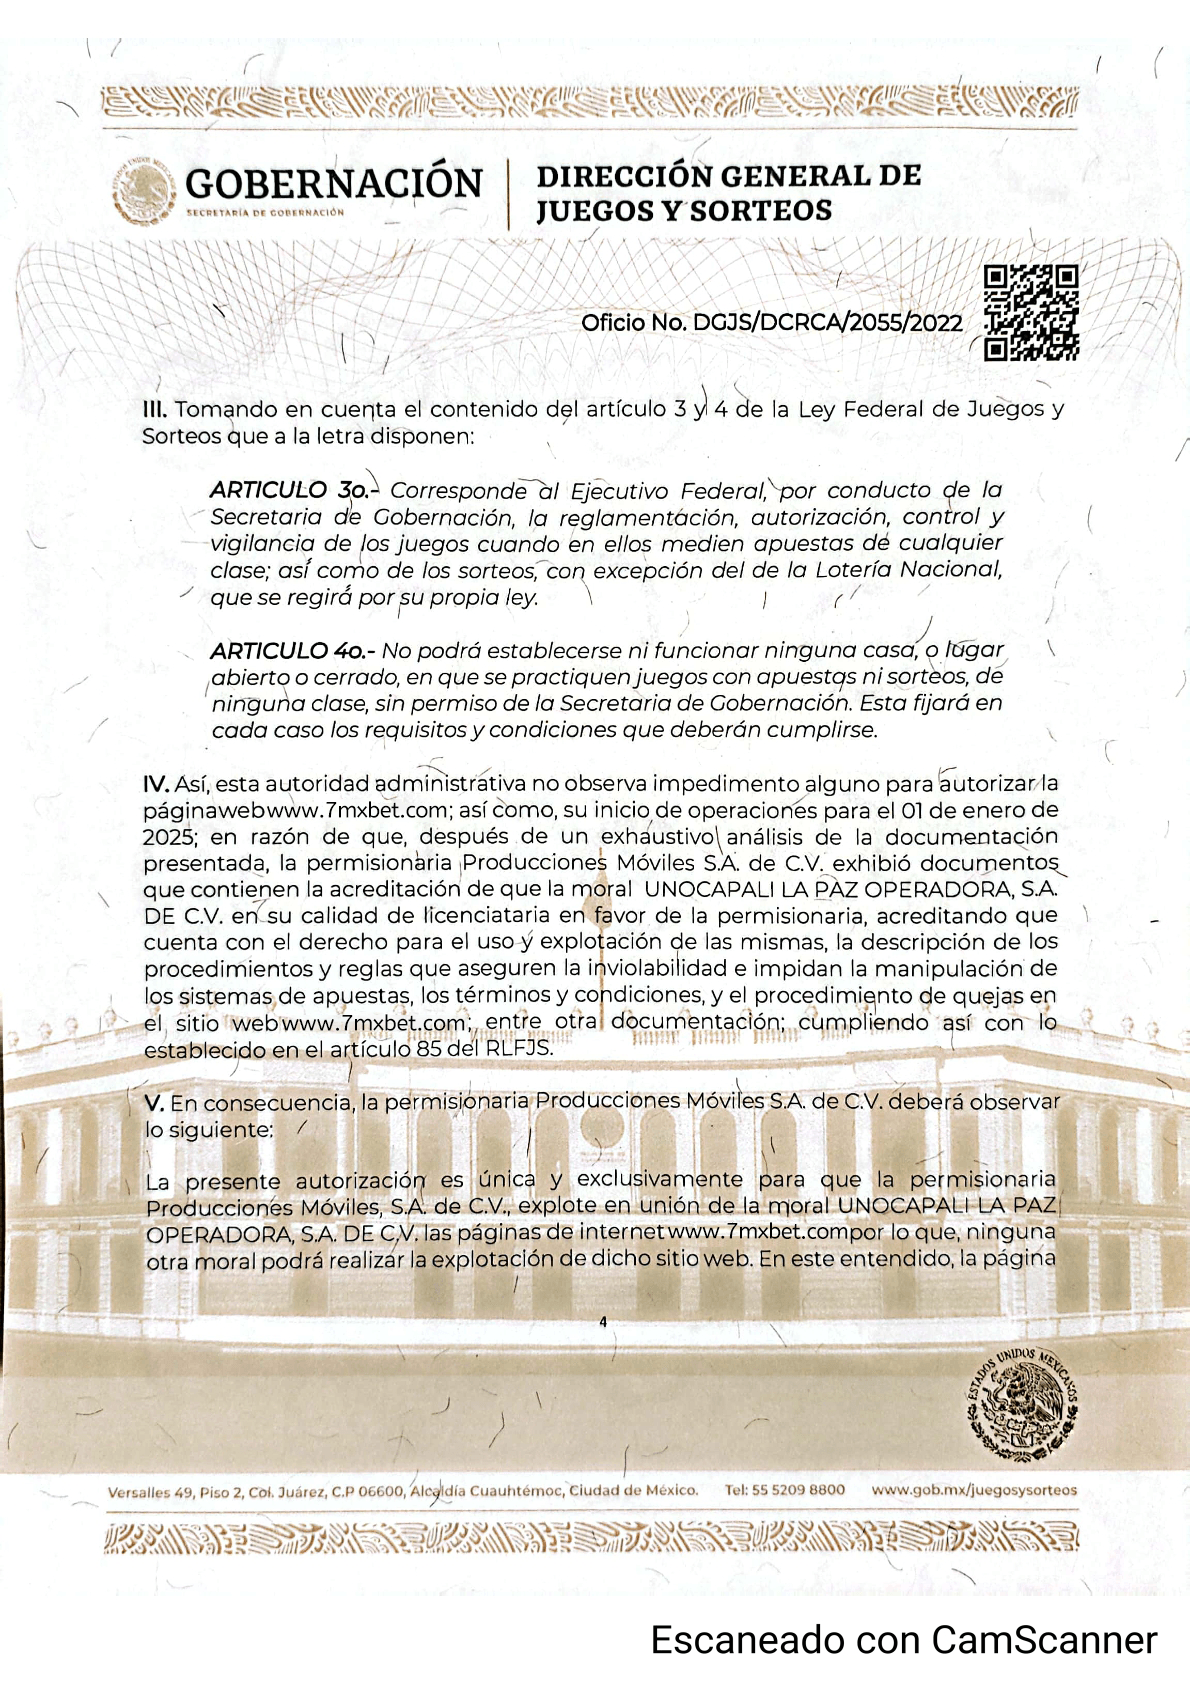 GOBERNACIÓN
SECRETARÍA DE GOBERNACIÓN
DIRECCIÓN GENERAL DE
JUEGOS Y SORTEOS
Oficio No. DGJS/DCRCA/2055/2022
III. Tomando en cuenta el contenido del artículo 3 y 4 de la Ley Federal de Juegos y
Sorteos que a la letra disponen:
ARTICULO 3o.- Corresponde al Ejecutivo Federal, por conducto de la
Secretaria de Gobernación, la reglamentación, autorización, control y
vigilancia de los juegos cuando en ellos medien apuestas de cualquier
clase; así como de los sorteos, con excepción del de la Lotería Nacional,
que se regirá por su propia ley.
ARTICULO 4o.- No podrá establecerse ni funcionar ninguna casa, o lugar
abierto o cerrado, en que se practiquen juegos con apuestas ni sorteos, de
ninguna clase, sin permiso de la Secretaria de Gobernación. Esta fijará en
cada caso los requisitos y condiciones que deberán cumplirse.
IV. Así, esta autoridad administrativa no observa impedimento alguno para autorizar la
páginawebwww.7mxbet.com; así como, su inicio de operaciones para el 01 de enero de
2025; en razón de que, después de un exhaustivo análisis de la documentación
presentada, la permisionaria Producciones Móviles S.A. de C.V. exhibió documentos
que contienen la acreditación de que la moral UNOCAPALI LA PAZ OPERADORA, S.A.
DE C.V. en su calidad de licenciataria en favor de la permisionaria, acreditando que
cuenta con el derecho para el uso y explotación de las mismas, la descripción de los
procedimientos y reglas que aseguren la inviolabilidad e impidan la manipulación de
los sistemas de apuestas, los términos y condiciones, y el procedimiento de quejas en
el sitio webwww.7mxbet.com; entre otra documentación; cumpliendo así con lo
establecido en el artículo 85 del RLFJS.
V. En consecuencia, la permisionaria Producciones Móviles S.A. de C.V. deberá observar
lo siguiente:
La presente autorización es única y exclusivamente para que la permisionaria
Producciones Móviles, S.A. de C.V., explote en unión de la moral UNOCAPALI LA PAZ
OPERADORA, S.A. DE C.V. las páginas de internetwww.7mxbet.compor lo que, ninguna
otra moral podrá realizar la explotación de dicho sitio web. En este entendido, la página
4
ESTADOS UNIDOS MEXICANOS
Versalles 49, Piso 2, Col. Juárez, C.P 06600, Alcaldía Cuauhtémoc, Ciudad de México. Tel: 55 5209 8800 www.gob.mx/juegosysorteos
Escaneado con CamScanner